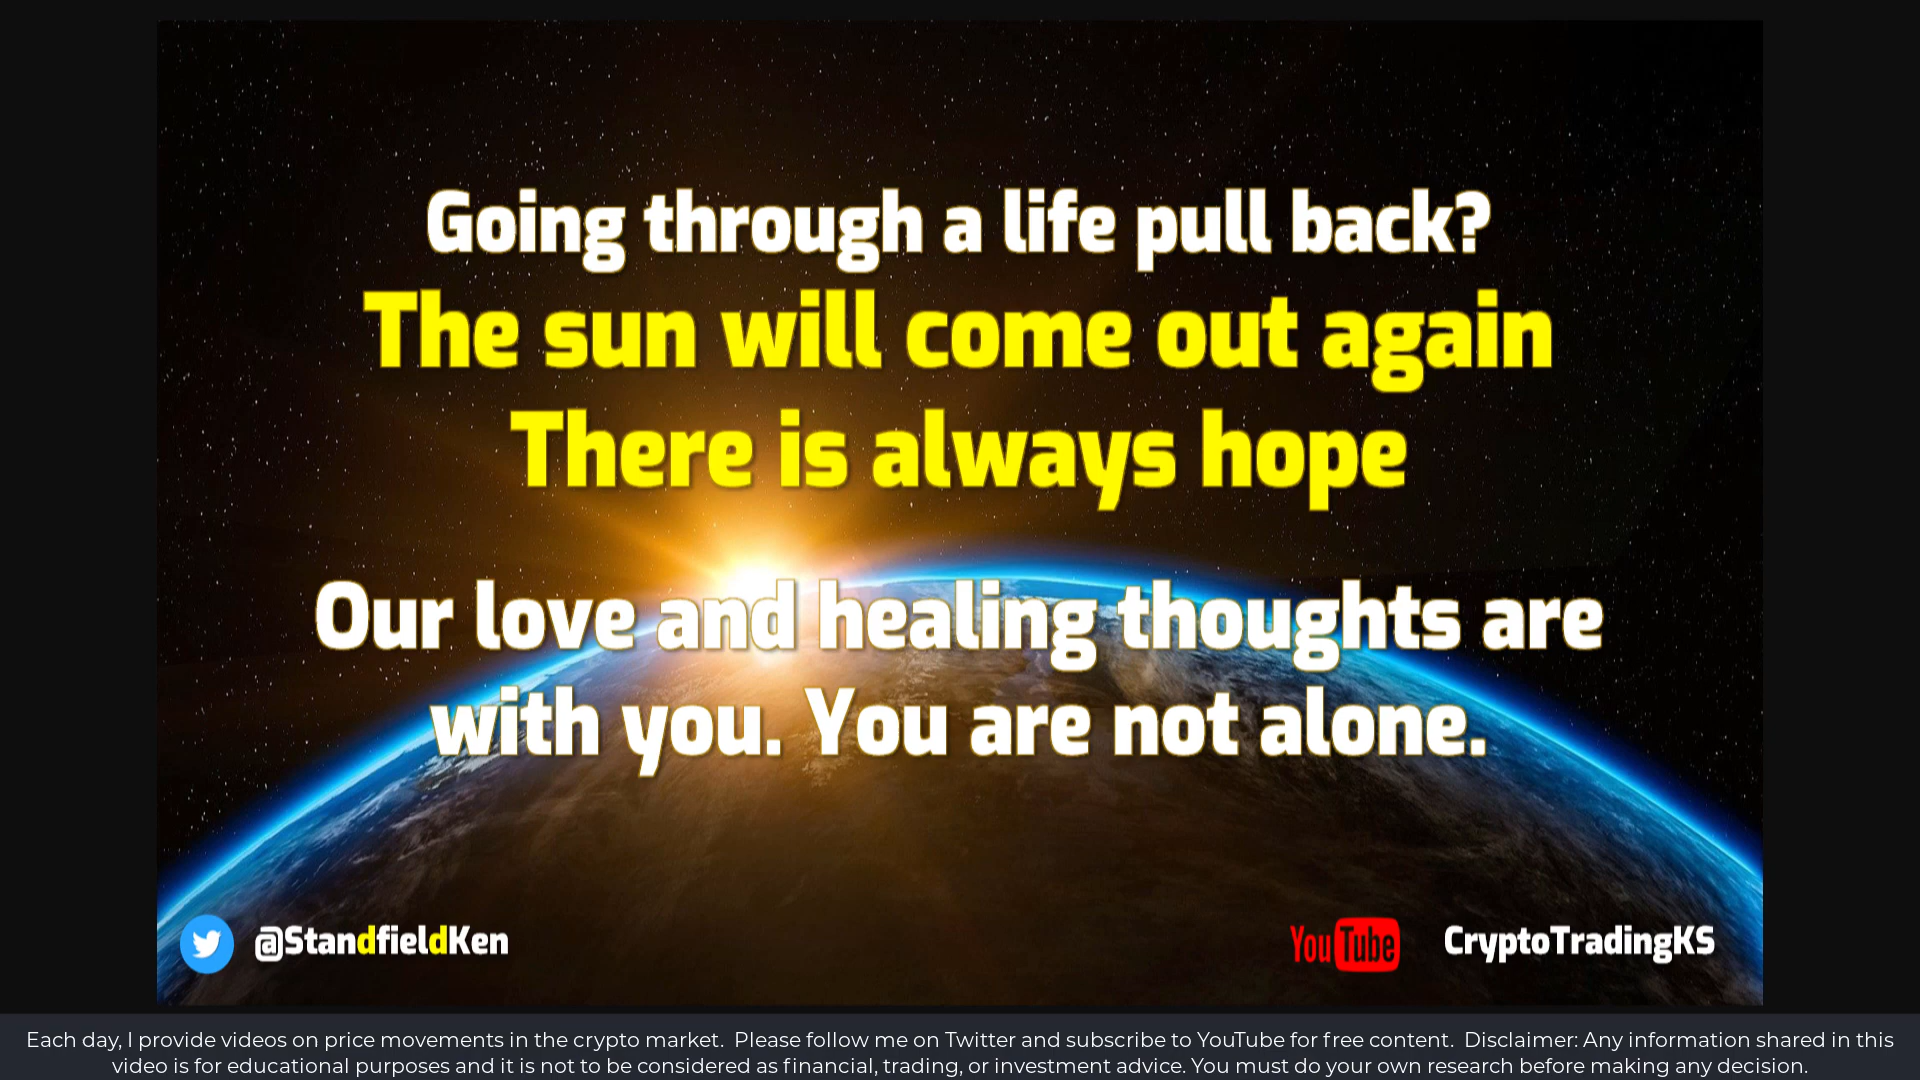 Going through a life pull back?
The sun will come out again
There is always hope
Our love and healing thoughts are
with you. You are not alone.
@StandfieldKen
YouTube CryptoTradingKS
Each day, I provide videos on price movements in the crypto market. Please follow me on Twitter and subscribe to YouTube for free content. Disclaimer: Any information shared in this
video is for educational purposes and it is not to be considered as financial, trading, or investment advice. You must do your own research before making any decision.